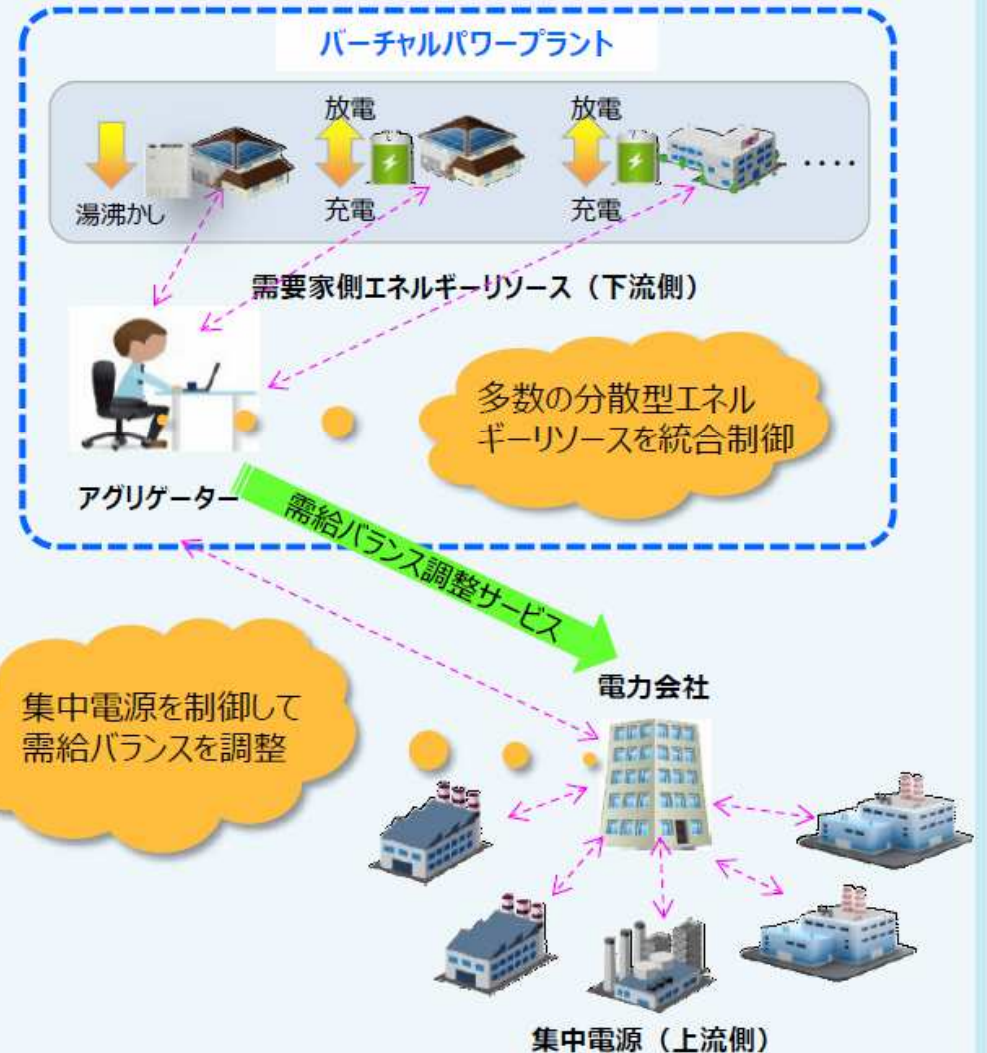 バーチャルパワープラント
放電
放電
湯沸かし
充電
充電
‥‥
需要家側エネルギーリソース（下流側）
多数の分散型エネル
ギーリソースを統合制御
アグリゲーター
需給バランス調整サービス
集中電源を制御して
需給バランスを調整
電力会社
集中電源（上流側）